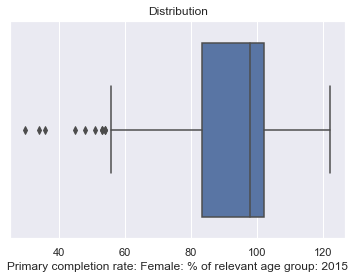 Distribution
40 60 80 100 120
Primary completion rate: Female: % of relevant age group: 2015